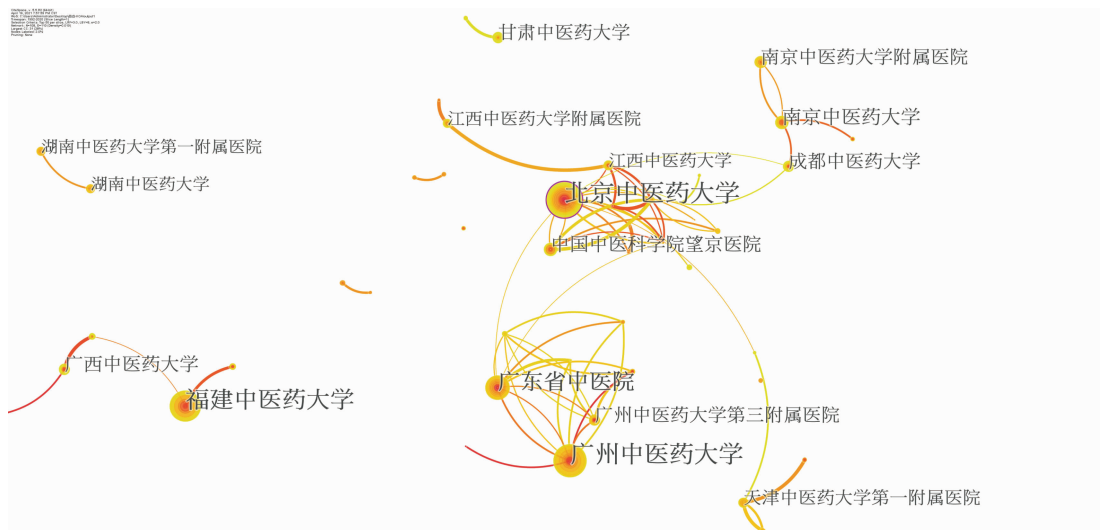 甘肃中医药大学
南京中医药大学附属医院
江西中医药大学附属医院
南京中医药大学
湖南中医药大学第一附属医院
江西中医药大学
成都中医药大学
湖南中医药大学
北京中医药大学
中国中医科学院望京医院
广西中医药大学
广东省中医院
福建中医药大学
广州中医药大学第三附属医院
广州中医药大学
天津中医药大学第一附属医院